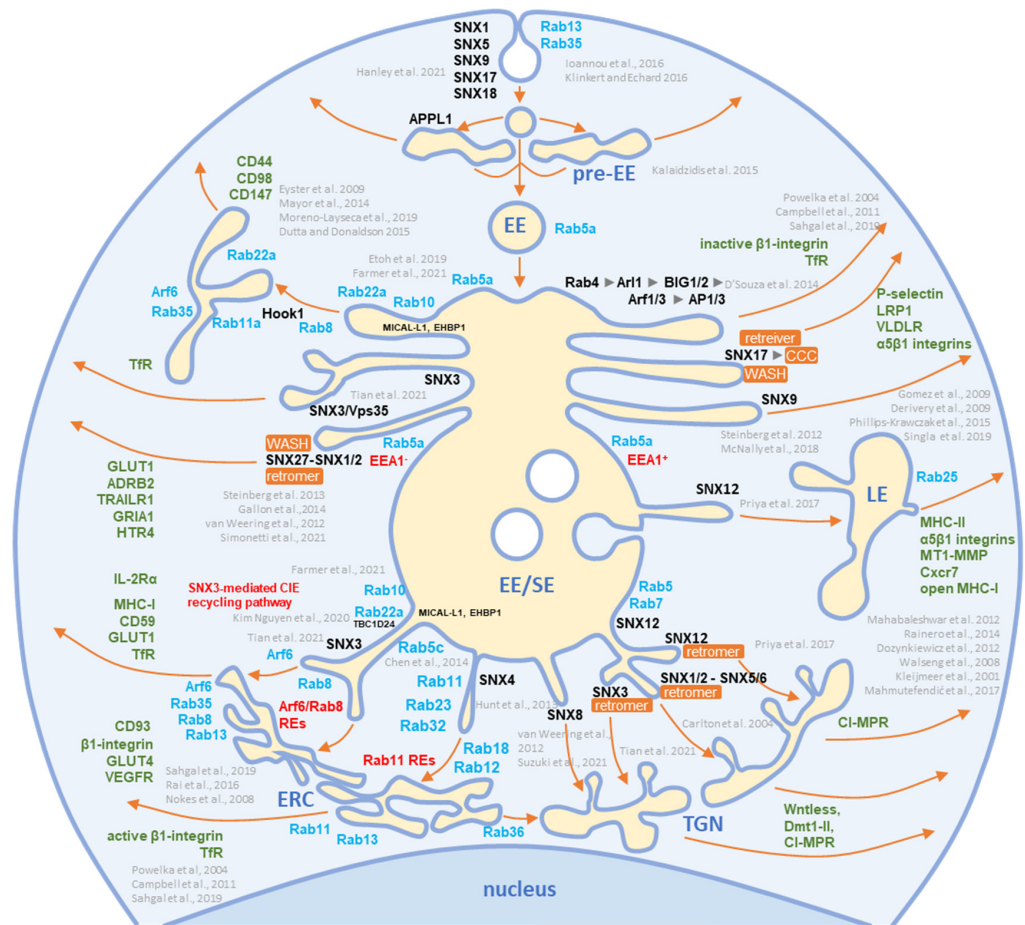 SNX1
SNX5
SNX9
SNX17
SNX18
Rab13
Rab35
Hanley et al. 2021
Ioannou et al., 2016
Klinkert and Echard 2016
APPL1
pre-EE
Kalaidzidis et al. 2015
CD44
CD98
CD147
Eyster et al. 2009
Mayor et al., 2014
Moreno-Layseca et al., 2019
Dutta and Donaldson 2015
EE
Rab5a
Powelka et al. 2004
Campbell et al., 2011
Sahgal et al., 2019
inactive β1-integrin
TfR
Rab22a
Arf6
Rab35
Rab11a
Hook1
Rab8
Etoh et al. 2019
Farmer et al., 2021
Rab5a
Rab22a
Rab10
MICAL-L1, EHBP1
Rab4 ▶ Arl1 ▶ BIG1/2 ▶
Arf1/3 ▶ AP1/3
D'Souza et al. 2014
P-selectin
LRP1
VLDLR
α5β1 integrins
retreiver
SNX17 ▶ CCC
WASH
TfR
SNX3
Tian et al. 2021
SNX3/Vps35
SNX9
Gomez et al., 2009
Derivery et al., 2009
Phillips-Krawczak et al., 2015
Singla et al. 2019
WASH
SNX27-SNX1/2
retromer
Rab5a
EEA1-
Rab5a
EEA1+
Steinberg et al. 2012
McNally et al., 2018
GLUT1
ADRB2
TRAILR1
GRIA1
HTR4
Steinberg et al. 2013
Gallon et al.,2014
van Weering et al., 2012
Simonetti et al., 2021
SNX12
Priya et al. 2017
LE
Rab25
MHC-II
α5β1 integrins
MT1-MMP
Cxcr7
open MHC-I
EE/SE
Farmer et al., 2021
IL-2Rα
MHC-I
CD59
GLUT1
TfR
SNX3-mediated CIE
recycling pathway
Kim Nguyen et al., 2020
Rab10
Rab22a
TBC1D24
MICAL-L1, EHBP1
Rab5
Rab7
SNX12
Mahabaleshwar et al. 2012
Rainero et al., 2014
Dozynkiewicz et al., 2012
Walseng et al., 2008
Kleijmeer et al., 2001
Mahmutefendić et al., 2017
Tian et al. 2021
SNX3
Arf6
Rab8
Rab5c
Chen et al., 2014
Rab11
Rab23
Rab32
SNX4
Hunt et al., 2013
SNX12
retromer
Priya et al., 2017
SNX1/2 - SNX5/6
retromer
SNX3
retromer
SNX8
Carlton et al. 2004
CI-MPR
Arf6
Rab35
Rab8
Rab13
Arf6/Rab8
REs
CD93
β1-integrin
GLUT4
VEGFR
Sahgal et al., 2019
Rai et al., 2016
Nokes et al., 2008
Rab11 REs
Rab18
Rab12
van Weering et al.,
2012
Suzuki et al., 2021
Tian et al., 2021
ERC
Rab11
Rab13
Rab36
TGN
Wntless,
Dmt1-II,
CI-MPR
active β1-integrin
TfR
Powelka et al, 2004
Campbell et al., 2011
Sahgal et al., 2019
nucleus